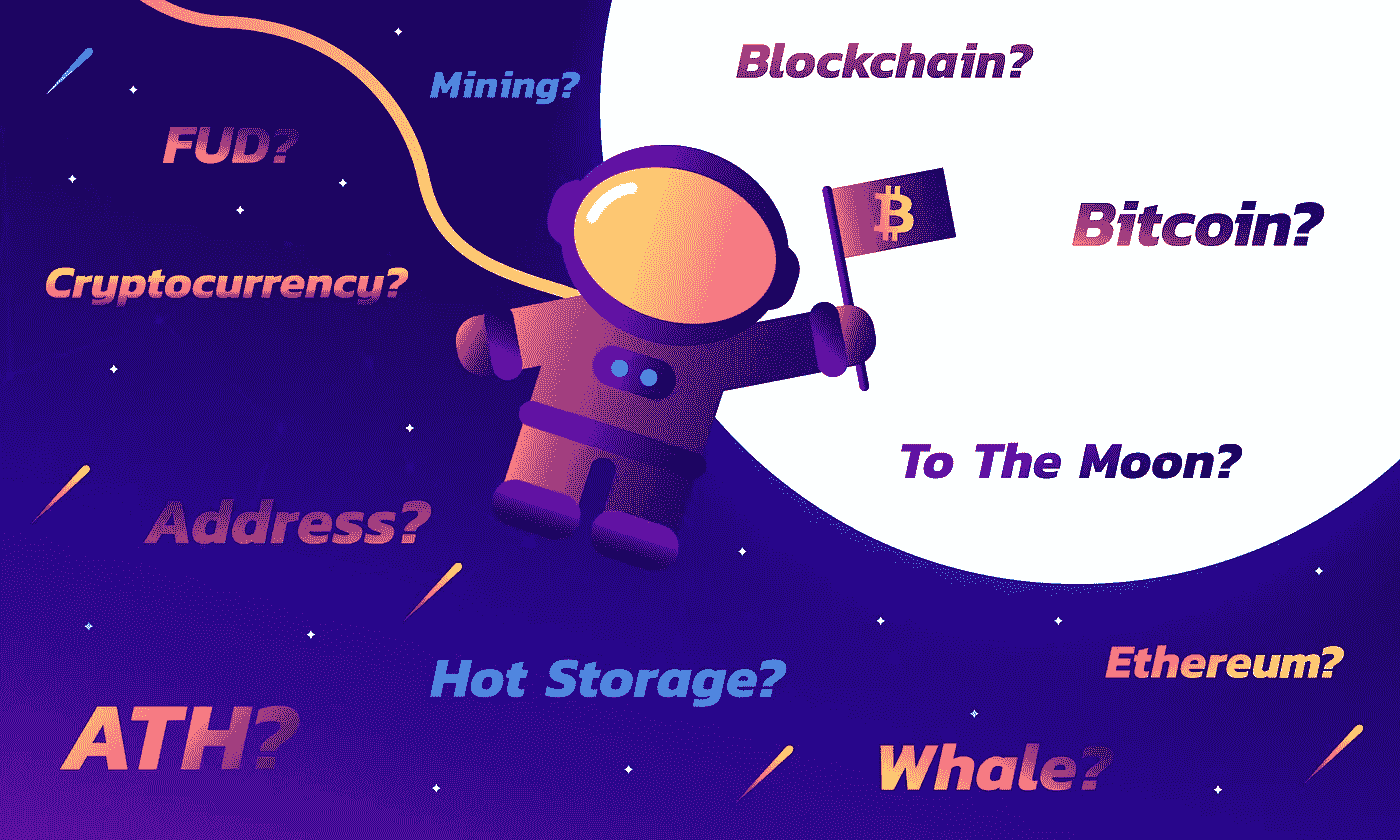 Blockchain?
Mining?
FUD?
Bitcoin?
Cryptocurrency?
To The Moon?
Address?
Hot Storage?
Ethereum?
ATH?
Whale?